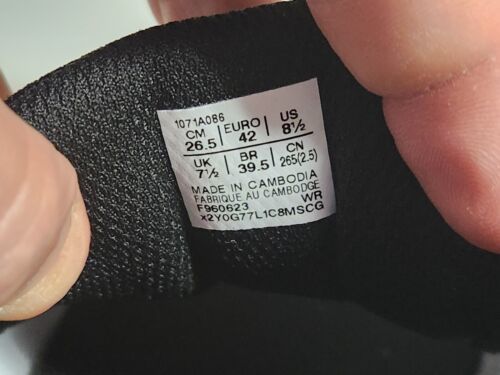 1071A086
CM EURO US
26.5 42 8½
UK BR CN
7½ 39.5 265(2.5)
MADE IN CAMBODIA
FABRIQUE AU CAMBODGE
F960623 WR
X2Y0G77L1C8MSCG